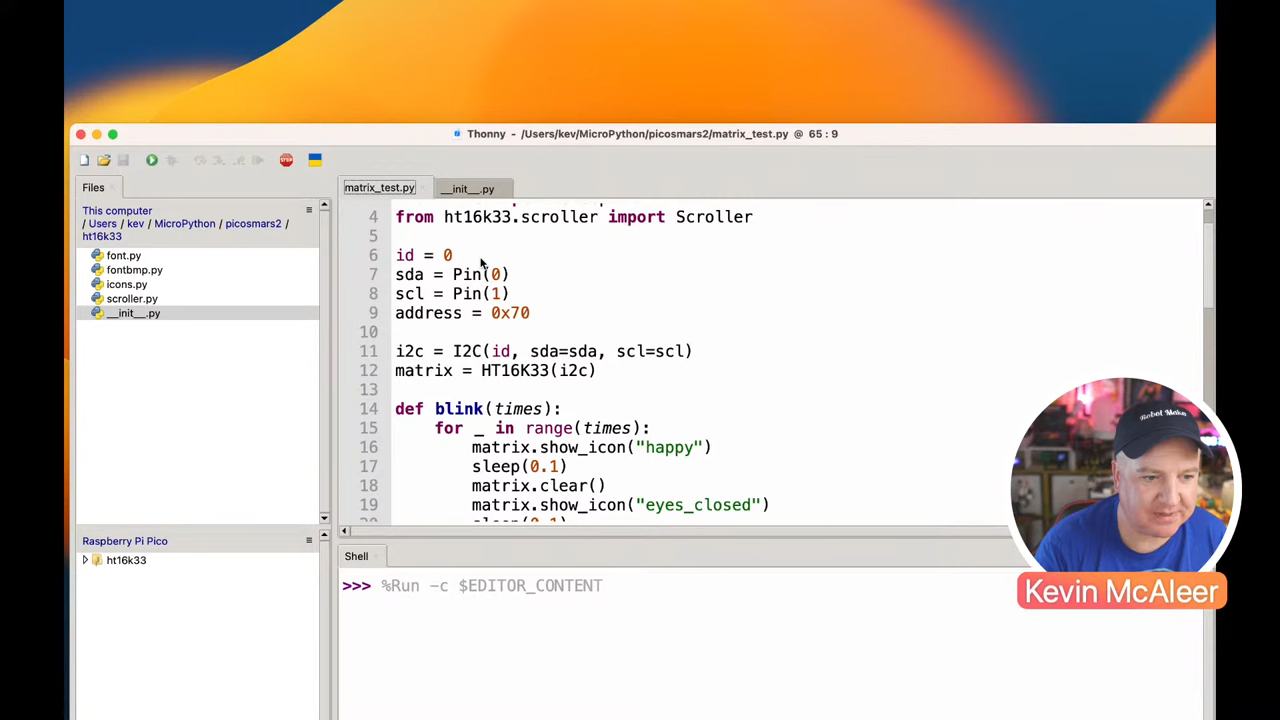 Thonny - /Users/kev/MicroPython/picosmars2/matrix_test.py @ 65 : 9
STOP
Files
This computer
/ Users / kev / MicroPython / picosmars2 /
ht16k33
font.py
fontbmp.py
icons.py
scroller.py
__init__.py
Raspberry Pi Pico
ht16k33
matrix_test.py
__init__.py
4 from ht16k33.scroller import Scroller
5
6 id = 0
7 sda = Pin(0)
8 scl = Pin(1)
9 address = 0x70
10
11 i2c = I2C(id, sda=sda, scl=scl)
12 matrix = HT16K33(i2c)
13
14 def blink(times):
15 for _ in range(times):
16 matrix.show_icon("happy")
17 sleep(0.1)
18 matrix.clear()
19 matrix.show_icon("eyes_closed")
Shell
>>> %Run -c $EDITOR_CONTENT
Robot Make
Kevin McAleer